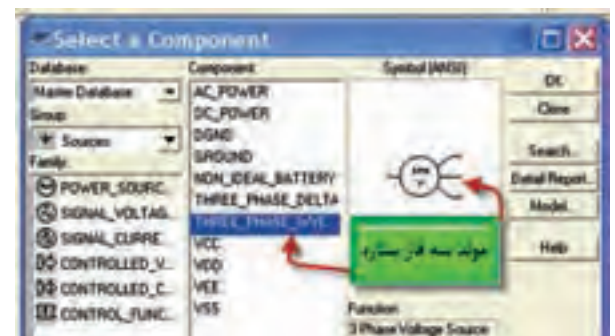 Select a Component
Database:
Master Database
Group:
Sources
Family:
POWER_SOURC..
SIGNAL_VOLTAG..
SIGNAL_CURRE..
CONTROLLED_V..
CONTROLLED_C..
CONTROL_FUNC..
Component:
AC_POWER
DC_POWER
DGND
GROUND
NON_IDEAL_BATTERY
THREE_PHASE_DELTA
THREE_PHASE_WYE
VCC
VDD
VEE
VSS
Symbol (ANSI)
مولد سه فاز ستاره
Function:
3 Phase Voltage Source
OK
Close
Search...
Detail Report...
Model...
Help